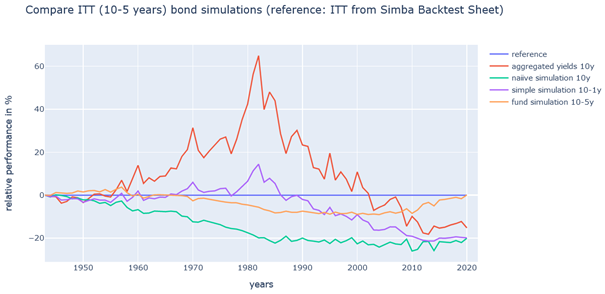 Compare ITT (10-5 years) bond simulations (reference: ITT from Simba Backtest Sheet)
reference
aggregated yields 10y
naiive simulation 10y
simple simulation 10-1y
fund simulation 10-5y
relative performance in %
60
40
20
0
−20
1950
1960
1970
1980
1990
2000
2010
2020
years